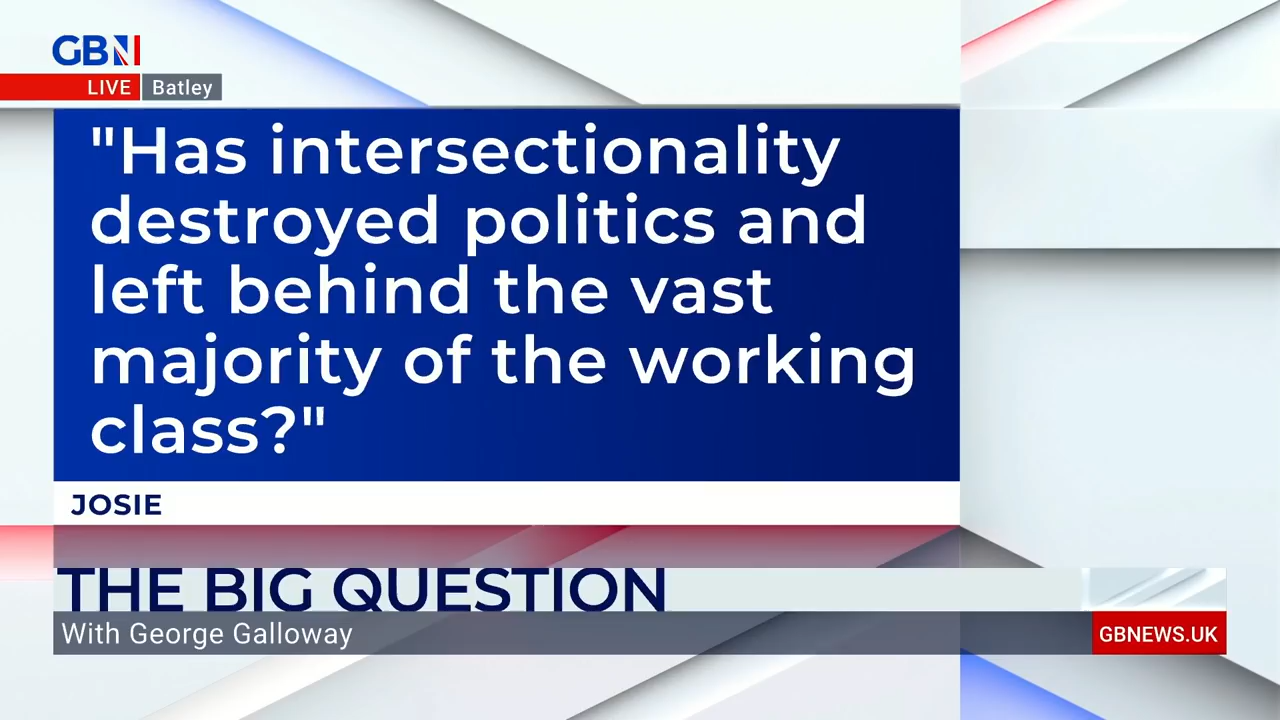 GBN
LIVE Batley
"Has intersectionality
destroyed politics and
left behind the vast
majority of the working
class?"
JOSIE
THE BIG QUESTION
With George Galloway
GBNEWS.UK